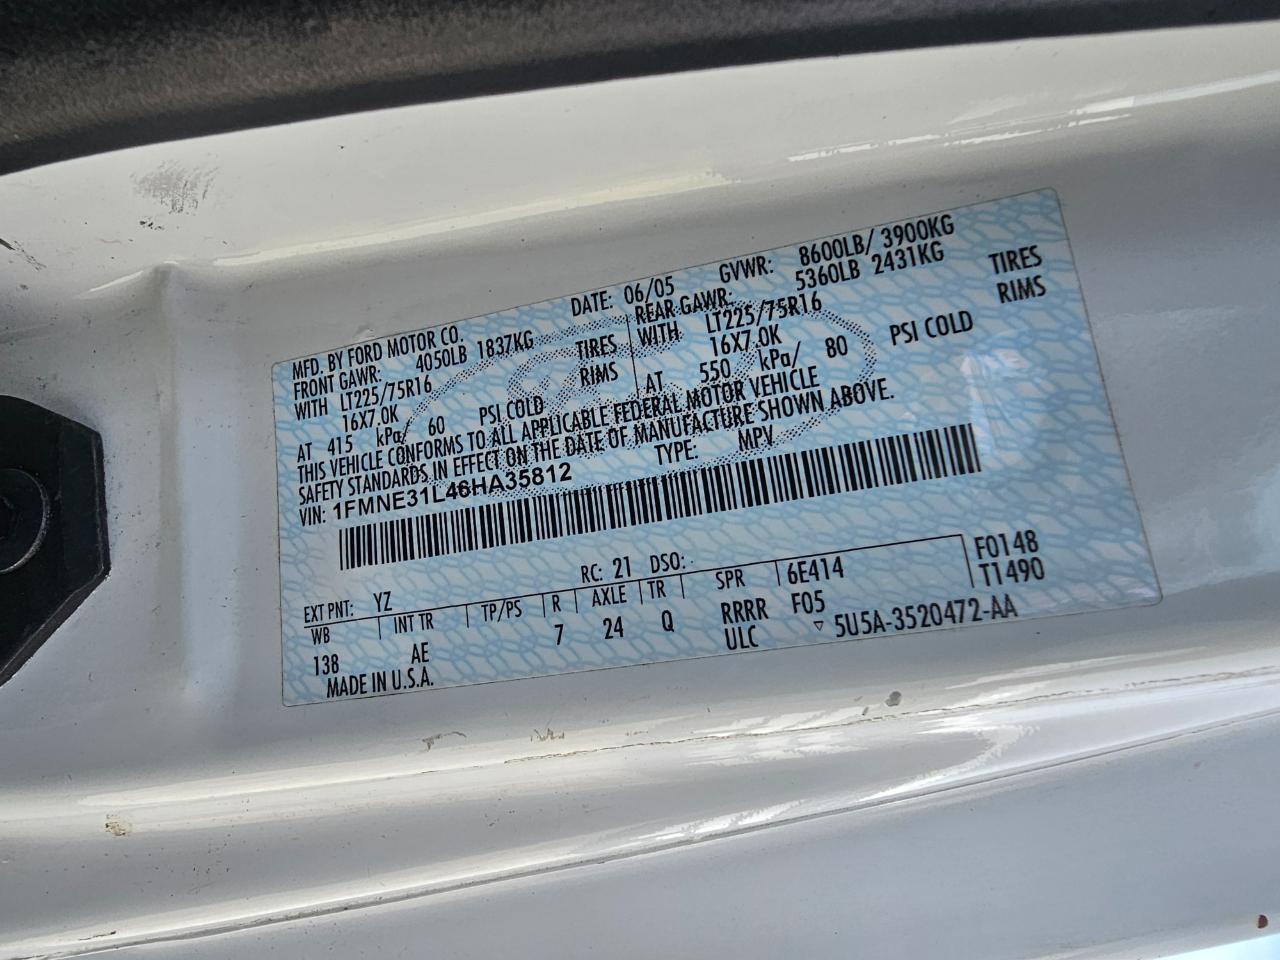 MFD. BY FORD MOTOR CO. DATE: 06/05 GVWR: 8600LB/ 3900KG
FRONT GAWR: 4050LB 1837KG REAR GAWR: 5360LB 2431KG
WITH LT225/75R16 TIRES WITH LT225/75R16 TIRES
16X7.0K RIMS 16X7.0K RIMS
AT 415 kPa/ 60 PSI COLD AT 550 kPa/ 80 PSI COLD
THIS VEHICLE CONFORMS TO ALL APPLICABLE FEDERAL MOTOR VEHICLE
SAFETY STANDARDS IN EFFECT ON THE DATE OF MANUFACTURE SHOWN ABOVE.
VIN: 1FMNE31L46HA35812 TYPE: MPV
F0148
T1490
EXT PNT: YZ RC: 21 DSO:
WB INT TR TP/PS R AXLE TR SPR 6E414
138 AE 7 24 Q RRRR F05
MADE IN U.S.A. ULC ▽ 5U5A-3520472-AA